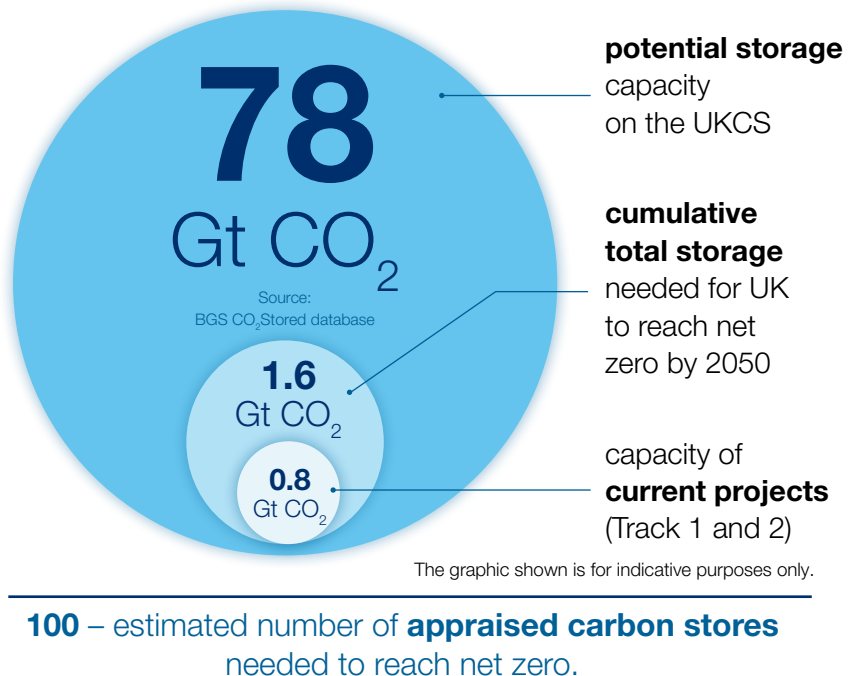 78
Gt CO₂
Source:
BGS CO₂Stored database
potential storage
capacity
on the UKCS
1.6
Gt CO₂
cumulative
total storage
needed for UK
to reach net
zero by 2050
0.8
Gt CO₂
capacity of
current projects
(Track 1 and 2)
The graphic shown is for indicative purposes only.
100 – estimated number of appraised carbon stores
needed to reach net zero.